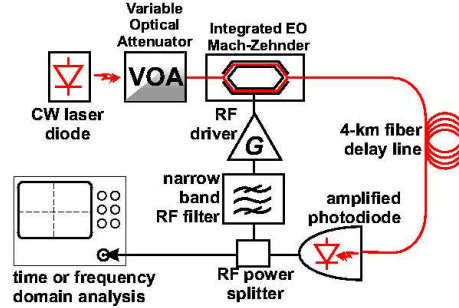 Variable
Optical
Attenuator
Integrated EO
Mach-Zehnder
VOA
CW laser
diode
RF
driver
G
4-km fiber
delay line
narrow
band
RF filter
amplified
photodiode
RF power
splitter
time or frequency
domain analysis